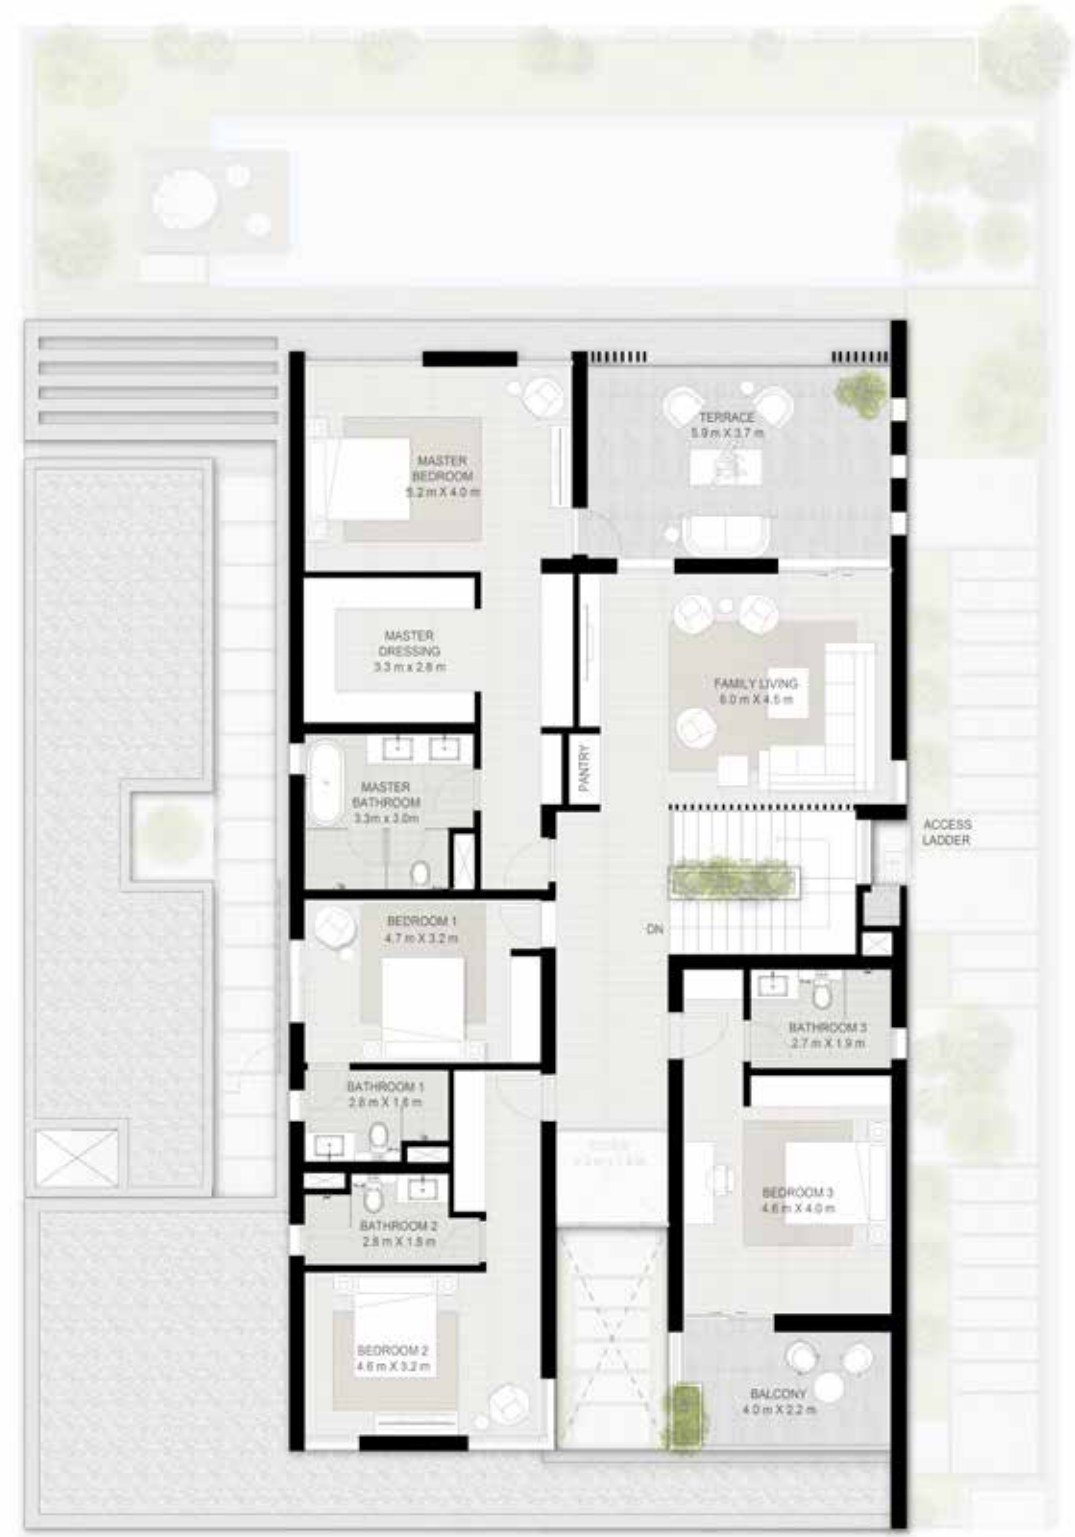 TERRACE
5.9 m X 3.7 m
MASTER
BEDROOM
5.2 m X 4.0 m
MASTER
DRESSING
3.3 m x 2.8 m
FAMILY LIVING
6.0 m X 4.5 m
PANTRY
MASTER
BATHROOM
3.3m x 3.0m
ACCESS
LADDER
BEDROOM 1
4.7 m X 3.2 m
DN
BATHROOM 3
2.7 m X 1.9 m
BATHROOM 1
2.8 m X 1.8 m
BEDROOM 3
4.6 m X 4.0 m
BATHROOM 2
2.8 m X 1.8 m
BEDROOM 2
4.6 m X 3.2 m
BALCONY
4.0 m X 2.2 m